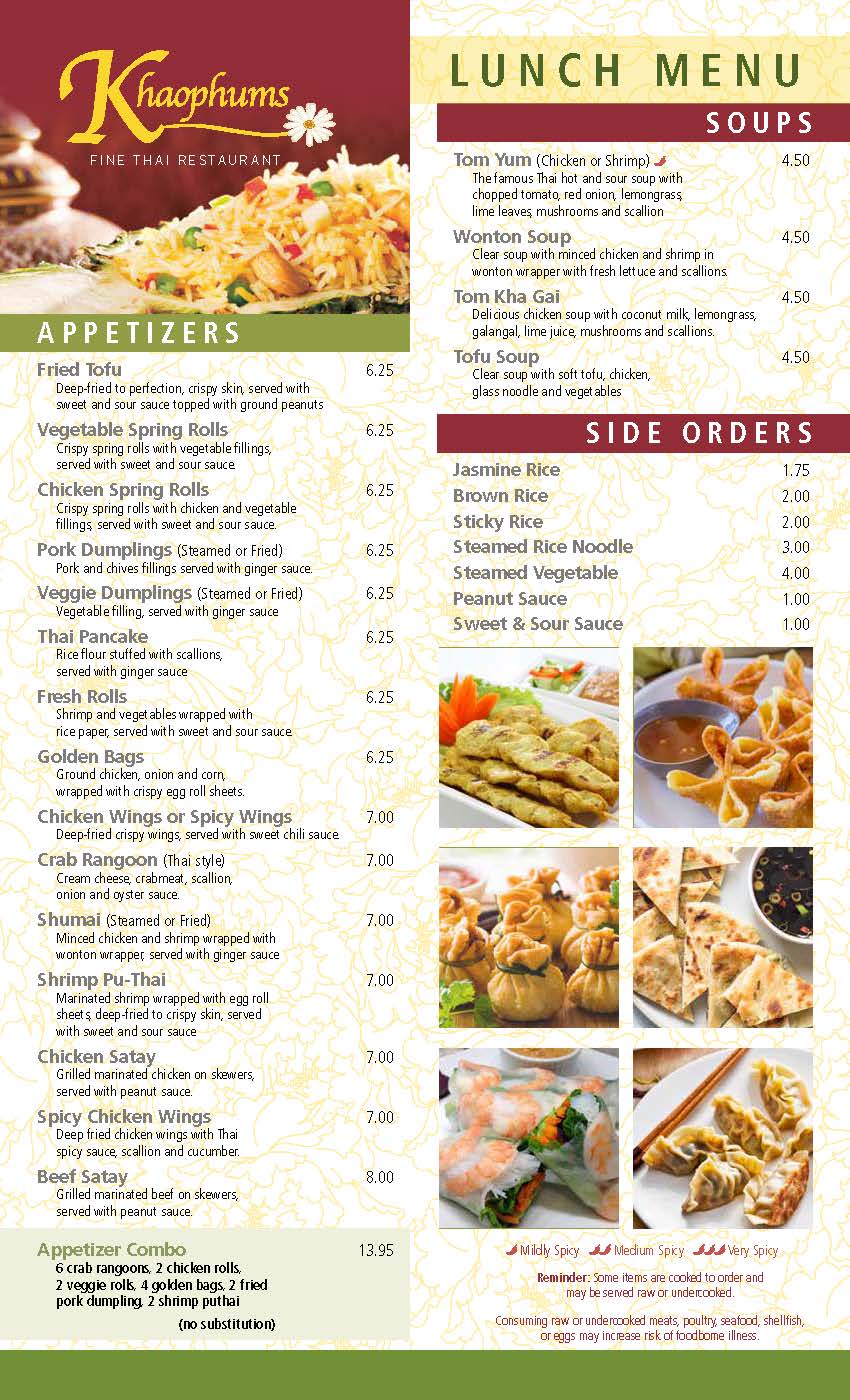 Khaophums
FINE THAI RESTAURANT
APPETIZERS
Fried Tofu 6.25
Deep-fried to perfection, crispy skin, served with
sweet and sour sauce topped with ground peanuts
Vegetable Spring Rolls 6.25
Crispy spring rolls with vegetable fillings,
served with sweet and sour sauce.
Chicken Spring Rolls 6.25
Crispy spring rolls with chicken and vegetable
fillings, served with sweet and sour sauce.
Pork Dumplings (Steamed or Fried) 6.25
Pork and chives fillings served with ginger sauce.
Veggie Dumplings (Steamed or Fried) 6.25
Vegetable filling, served with ginger sauce
Thai Pancake 6.25
Rice flour stuffed with scallions,
served with ginger sauce
Fresh Rolls 6.25
Shrimp and vegetables wrapped with
rice paper, served with sweet and sour sauce.
Golden Bags 6.25
Ground chicken, onion and corn,
wrapped with crispy egg roll sheets.
Chicken Wings or Spicy Wings 7.00
Deep-fried crispy wings, served with sweet chili sauce.
Crab Rangoon (Thai style) 7.00
Cream cheese, crabmeat, scallion,
onion and oyster sauce.
Shumai (Steamed or Fried) 7.00
Minced chicken and shrimp wrapped with
wonton wrapper, served with ginger sauce
Shrimp Pu-Thai 7.00
Marinated shrimp wrapped with egg roll
sheets, deep-fried to crispy skin, served
with sweet and sour sauce
Chicken Satay 7.00
Grilled marinated chicken on skewers,
served with peanut sauce.
Spicy Chicken Wings 7.00
Deep fried chicken wings with Thai
spicy sauce, scallion and cucumber.
Beef Satay 8.00
Grilled marinated beef on skewers,
served with peanut sauce.
Appetizer Combo 13.95
6 crab rangoons, 2 chicken rolls,
2 veggie rolls, 4 golden bags, 2 fried
pork dumpling, 2 shrimp puthai
(no substitution)
LUNCH MENU
SOUPS
Tom Yum (Chicken or Shrimp) 4.50
The famous Thai hot and sour soup with
chopped tomato, red onion, lemongrass,
lime leaves, mushrooms and scallion
Wonton Soup 4.50
Clear soup with minced chicken and shrimp in
wonton wrapper with fresh lettuce and scallions.
Tom Kha Gai 4.50
Delicious chicken soup with coconut milk, lemongrass,
galangal, lime juice, mushrooms and scallions.
Tofu Soup 4.50
Clear soup with soft tofu, chicken,
glass noodle and vegetables
SIDE ORDERS
Jasmine Rice 1.75
Brown Rice 2.00
Sticky Rice 2.00
Steamed Rice Noodle 3.00
Steamed Vegetable 4.00
Peanut Sauce 1.00
Sweet & Sour Sauce 1.00
Mildly Spicy Medium Spicy Very Spicy
Reminder: Some items are cooked to order and
may be served raw or undercooked.
Consuming raw or undercooked meats, poultry, seafood, shellfish,
or eggs may increase risk of foodborne illness.